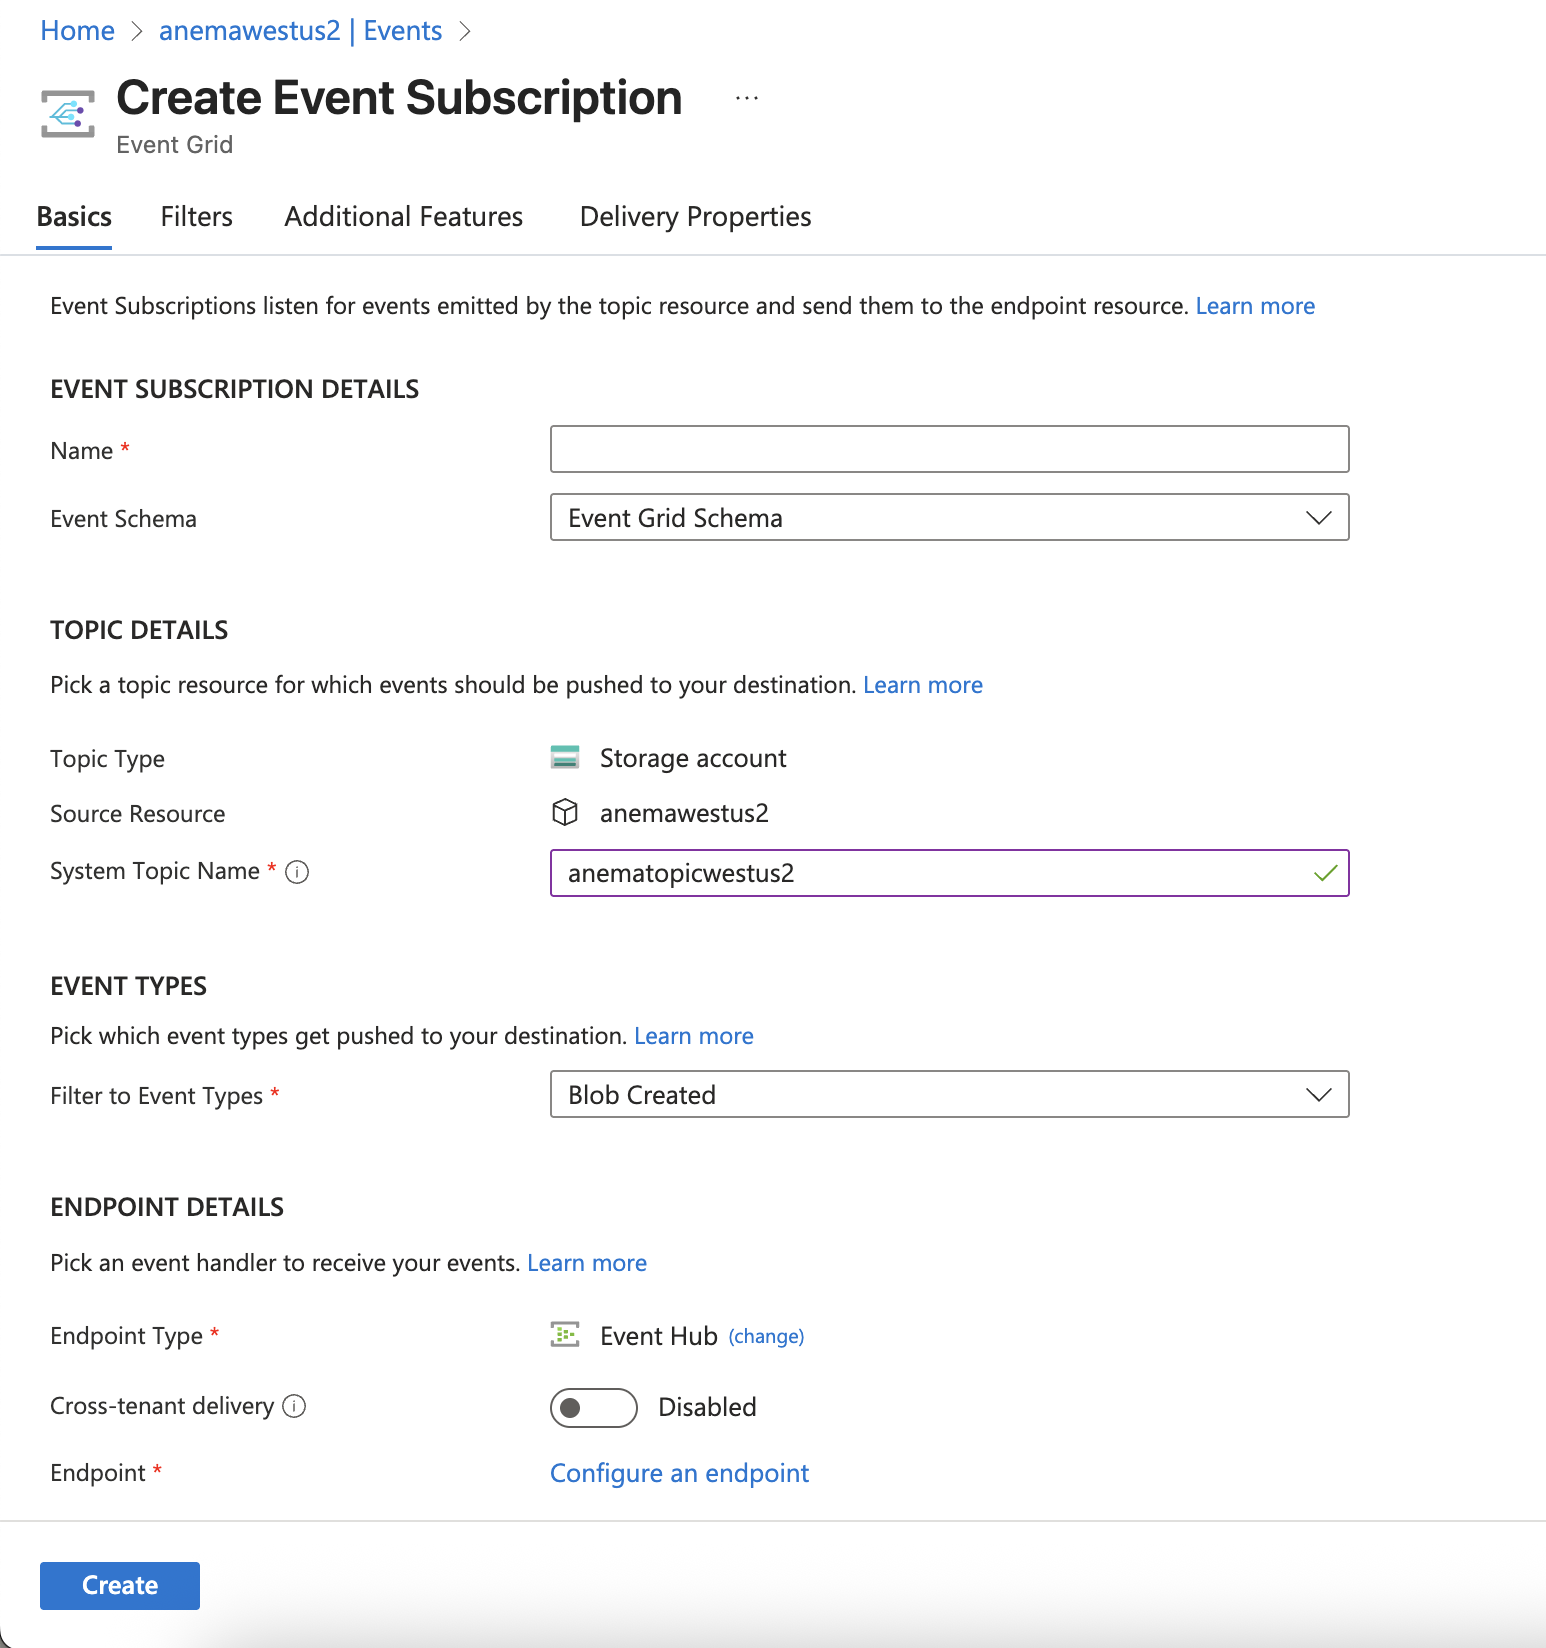 Home > anemawestus2 | Events >
Create Event Subscription ...
Event Grid
Basics Filters Additional Features Delivery Properties
Event Subscriptions listen for events emitted by the topic resource and send them to the endpoint resource. Learn more
EVENT SUBSCRIPTION DETAILS
Name *
Event Schema Event Grid Schema
TOPIC DETAILS
Pick a topic resource for which events should be pushed to your destination. Learn more
Topic Type Storage account
Source Resource anemawestus2
System Topic Name * i anematopicwestus2
EVENT TYPES
Pick which event types get pushed to your destination. Learn more
Filter to Event Types * Blob Created
ENDPOINT DETAILS
Pick an event handler to receive your events. Learn more
Endpoint Type * Event Hub (change)
Cross-tenant delivery i Disabled
Endpoint * Configure an endpoint
Create